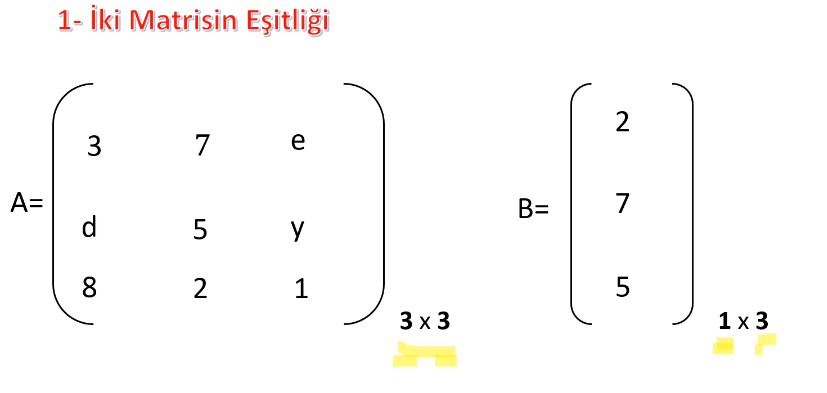 1- İki Matrisin Eşitliği
A=
3 7 e
d 5 y
8 2 1
3 x 3
B=
2
7
5
1 x 3